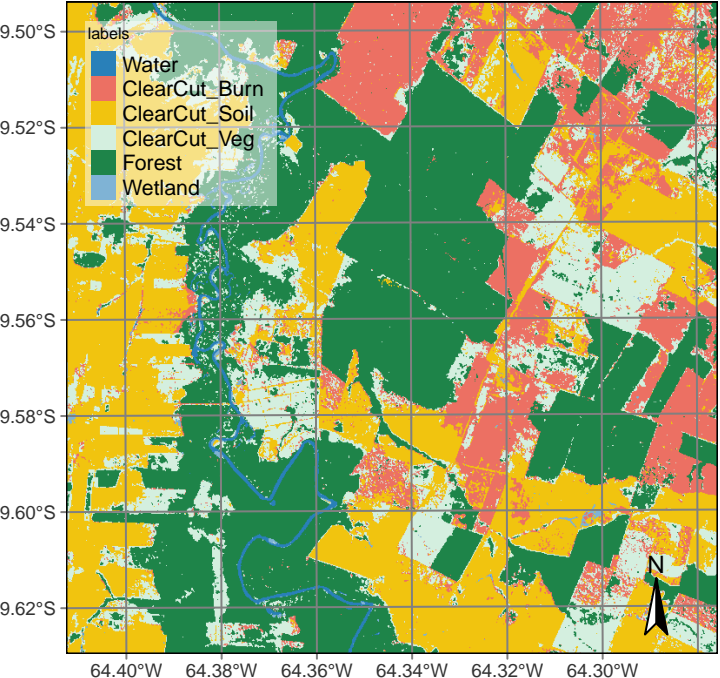 9.50°S
labels
Water
ClearCut_Burn
ClearCut_Soil
ClearCut_Veg
Forest
Wetland
9.52°S
9.54°S
9.56°S
9.58°S
9.60°S
9.62°S
N
64.40°W 64.38°W 64.36°W 64.34°W 64.32°W 64.30°W